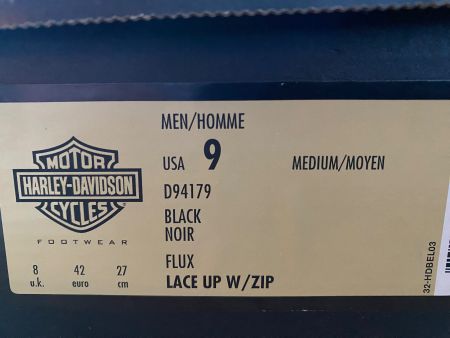 MEN/HOMME
USA 9 MEDIUM/MOYEN
D94179
BLACK
NOIR
FLUX
LACE UP W/ZIP
MOTOR
HARLEY-DAVIDSON
CYCLES
FOOTWEAR
8 42 27
u.k. euro cm
32-HDBEL03